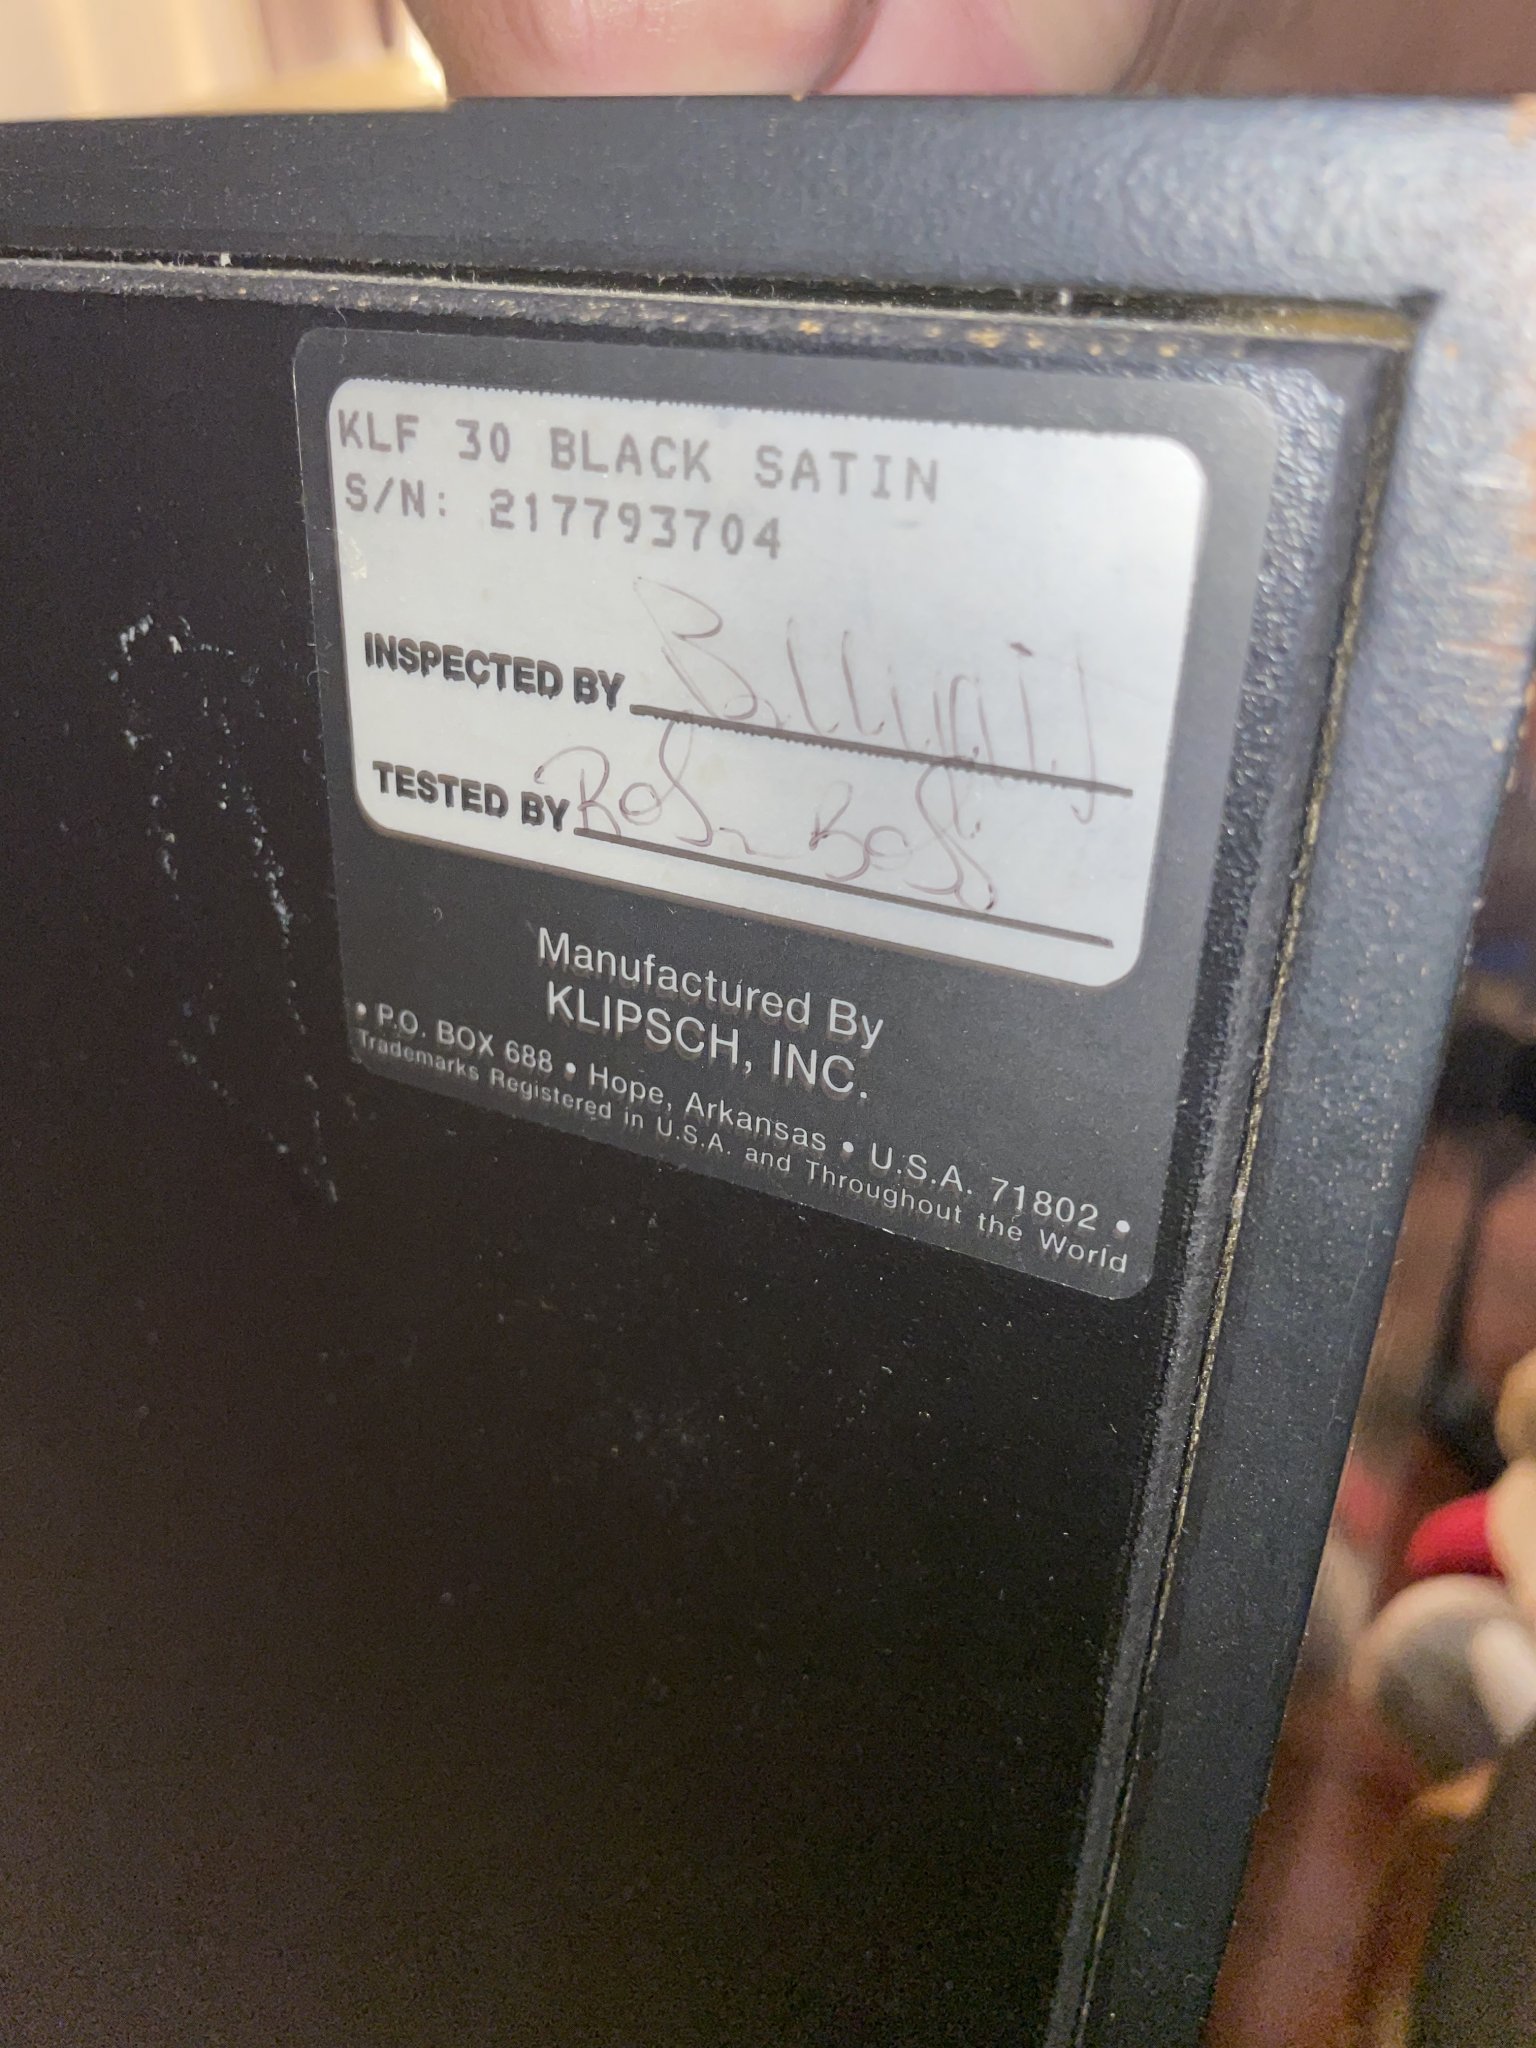 KLF 30 BLACK SATIN
S/N: 217793704
INSPECTED BY
TESTED BY
Manufactured By
KLIPSCH, INC.
• P.O. BOX 688 • Hope, Arkansas • U.S.A. 71802 •
Trademarks Registered in U.S.A. and Throughout the World